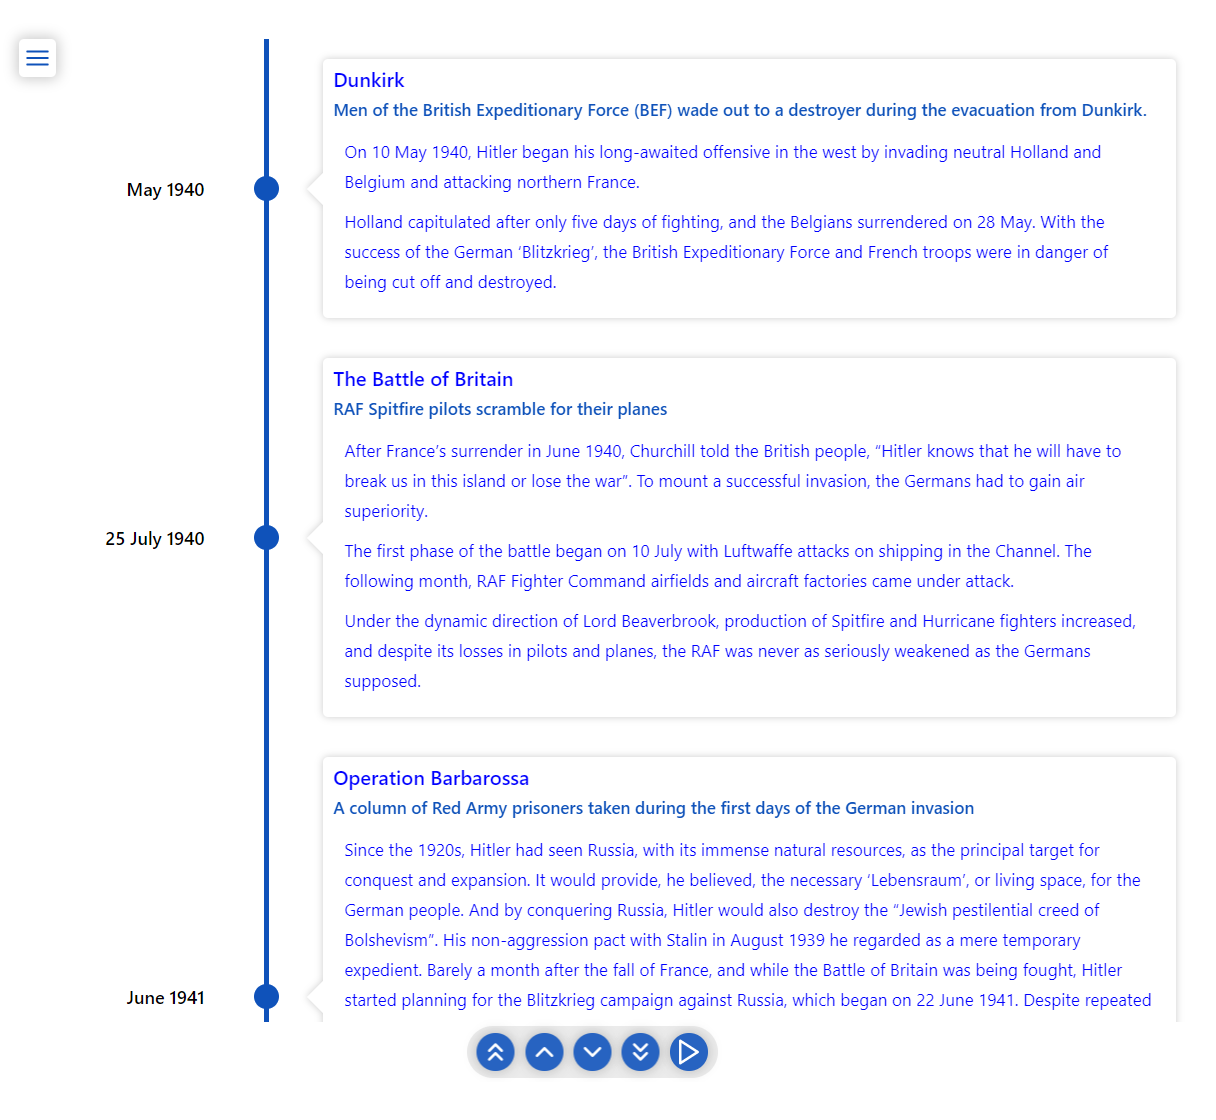 Dunkirk
Men of the British Expeditionary Force (BEF) wade out to a destroyer during the evacuation from Dunkirk.
On 10 May 1940, Hitler began his long-awaited offensive in the west by invading neutral Holland and
Belgium and attacking northern France.
May 1940
Holland capitulated after only five days of fighting, and the Belgians surrendered on 28 May. With the
success of the German ‘Blitzkrieg’, the British Expeditionary Force and French troops were in danger of
being cut off and destroyed.
The Battle of Britain
RAF Spitfire pilots scramble for their planes
After France’s surrender in June 1940, Churchill told the British people, “Hitler knows that he will have to
break us in this island or lose the war”. To mount a successful invasion, the Germans had to gain air
superiority.
25 July 1940
The first phase of the battle began on 10 July with Luftwaffe attacks on shipping in the Channel. The
following month, RAF Fighter Command airfields and aircraft factories came under attack.
Under the dynamic direction of Lord Beaverbrook, production of Spitfire and Hurricane fighters increased,
and despite its losses in pilots and planes, the RAF was never as seriously weakened as the Germans
supposed.
Operation Barbarossa
A column of Red Army prisoners taken during the first days of the German invasion
Since the 1920s, Hitler had seen Russia, with its immense natural resources, as the principal target for
conquest and expansion. It would provide, he believed, the necessary ‘Lebensraum’, or living space, for the
German people. And by conquering Russia, Hitler would also destroy the “Jewish pestilential creed of
Bolshevism”. His non-aggression pact with Stalin in August 1939 he regarded as a mere temporary
expedient. Barely a month after the fall of France, and while the Battle of Britain was being fought, Hitler
June 1941
started planning for the Blitzkrieg campaign against Russia, which began on 22 June 1941. Despite repeated